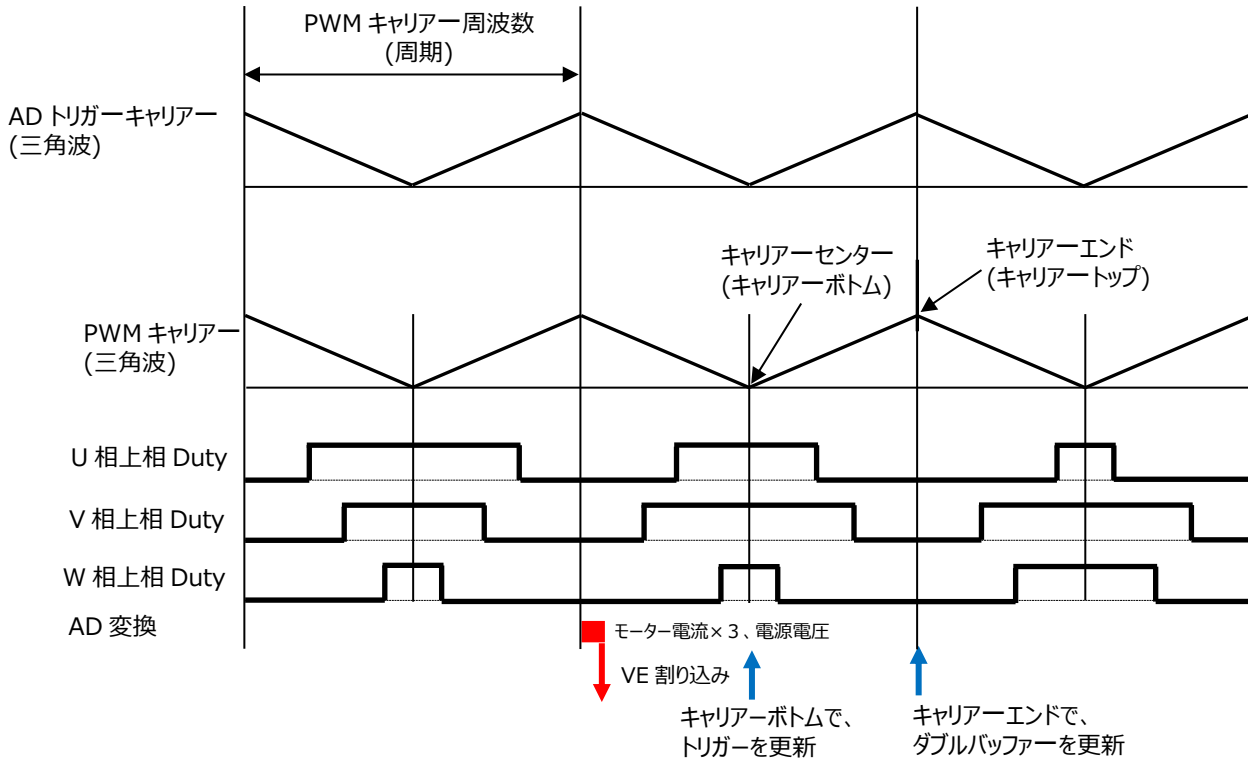 PWM キャリアー周波数
(周期)
AD トリガーキャリアー
(三角波)
キャリアーセンター
(キャリアーボトム)
キャリアーエンド
(キャリアートップ)
PWM キャリアー
(三角波)
U 相上相 Duty
V 相上相 Duty
W 相上相 Duty
AD 変換
モーター電流×３、電源電圧
VE 割り込み
キャリアーボトムで、
トリガーを更新
キャリアーエンドで、
ダブルバッファーを更新